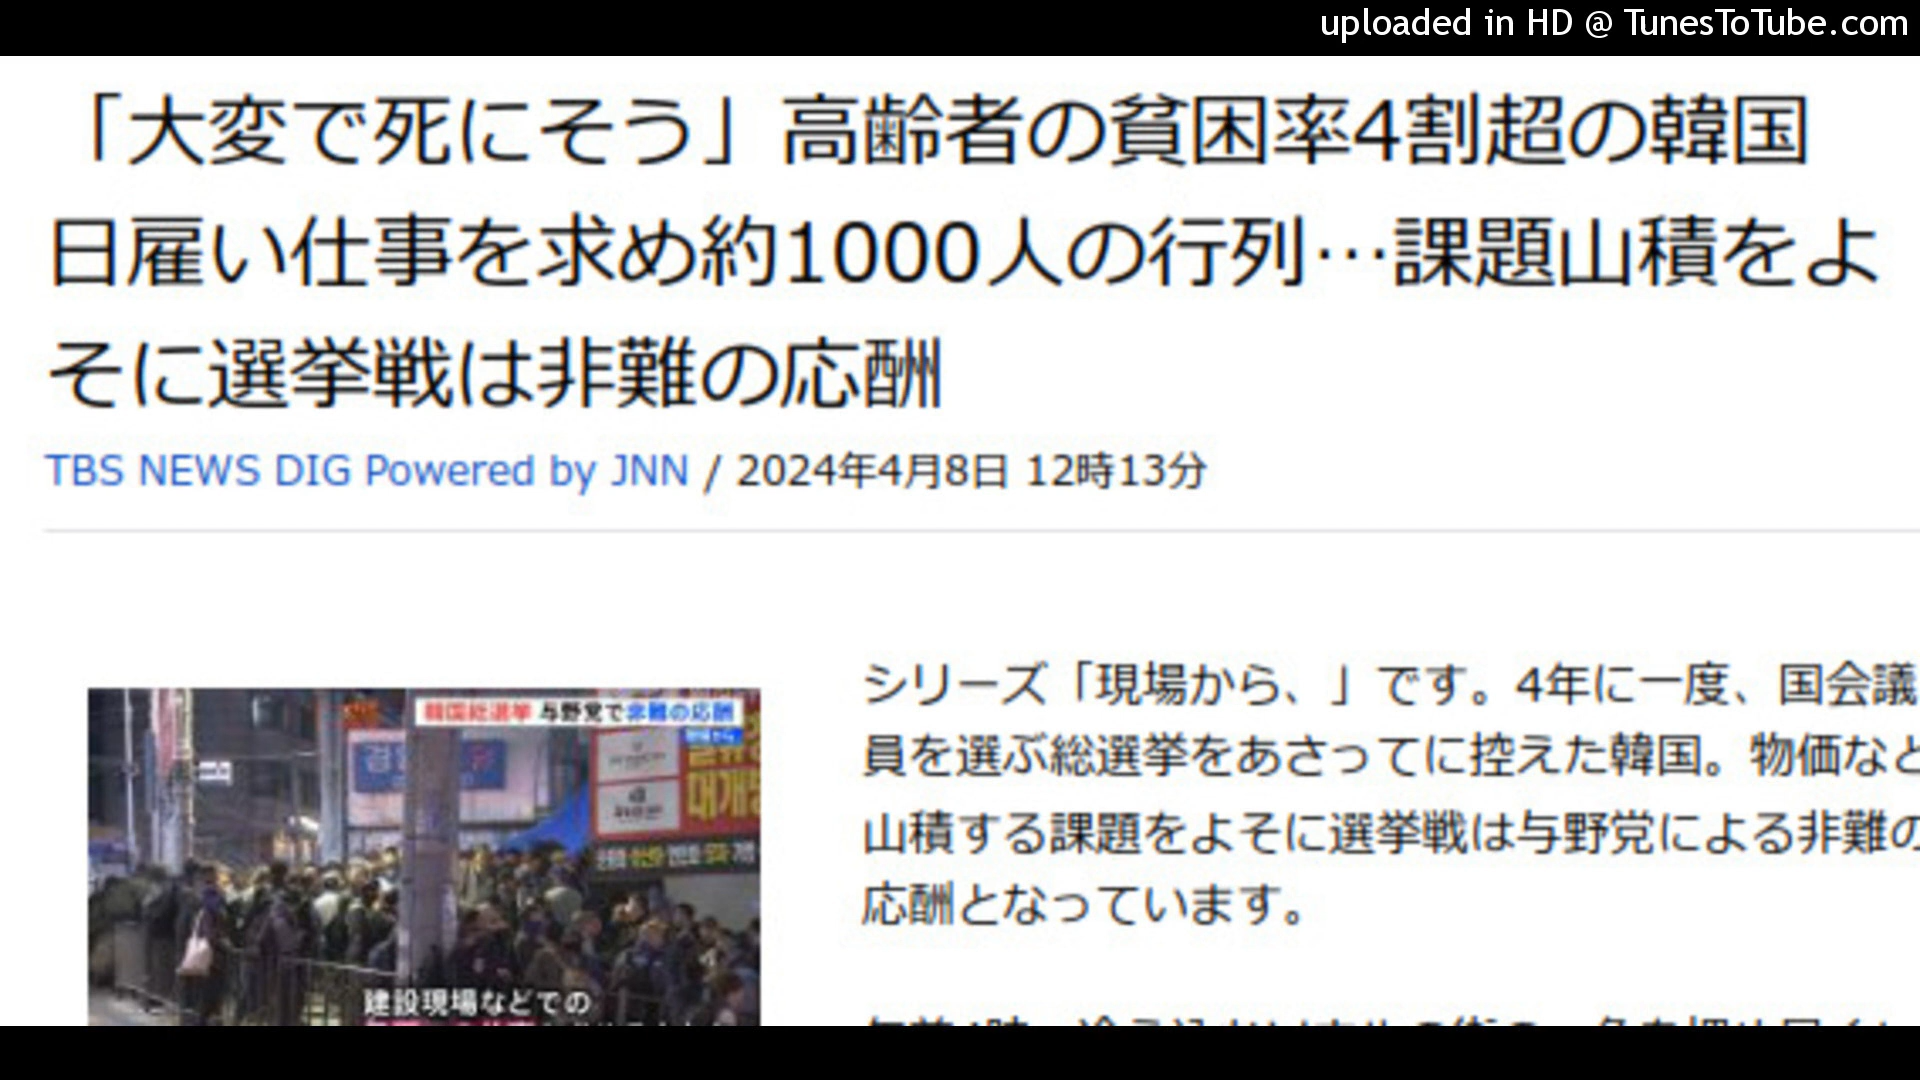 uploaded in HD @ TunesToTube.com
「大変で死にそう」高齢者の貧困率4割超の韓国
日雇い仕事を求め約1000人の行列…課題山積をよ
そに選挙戦は非難の応酬
TBS NEWS DIG Powered by JNN / 2024年4月8日 12時13分
シリーズ「現場から、」です。4年に一度、国会議
員を選ぶ総選挙をあさってに控えた韓国。物価など
山積する課題をよそに選挙戦は与野党による非難の
応酬となっています。
韓国総選挙 与野党で非難の応酬
現場から
建設現場などでの